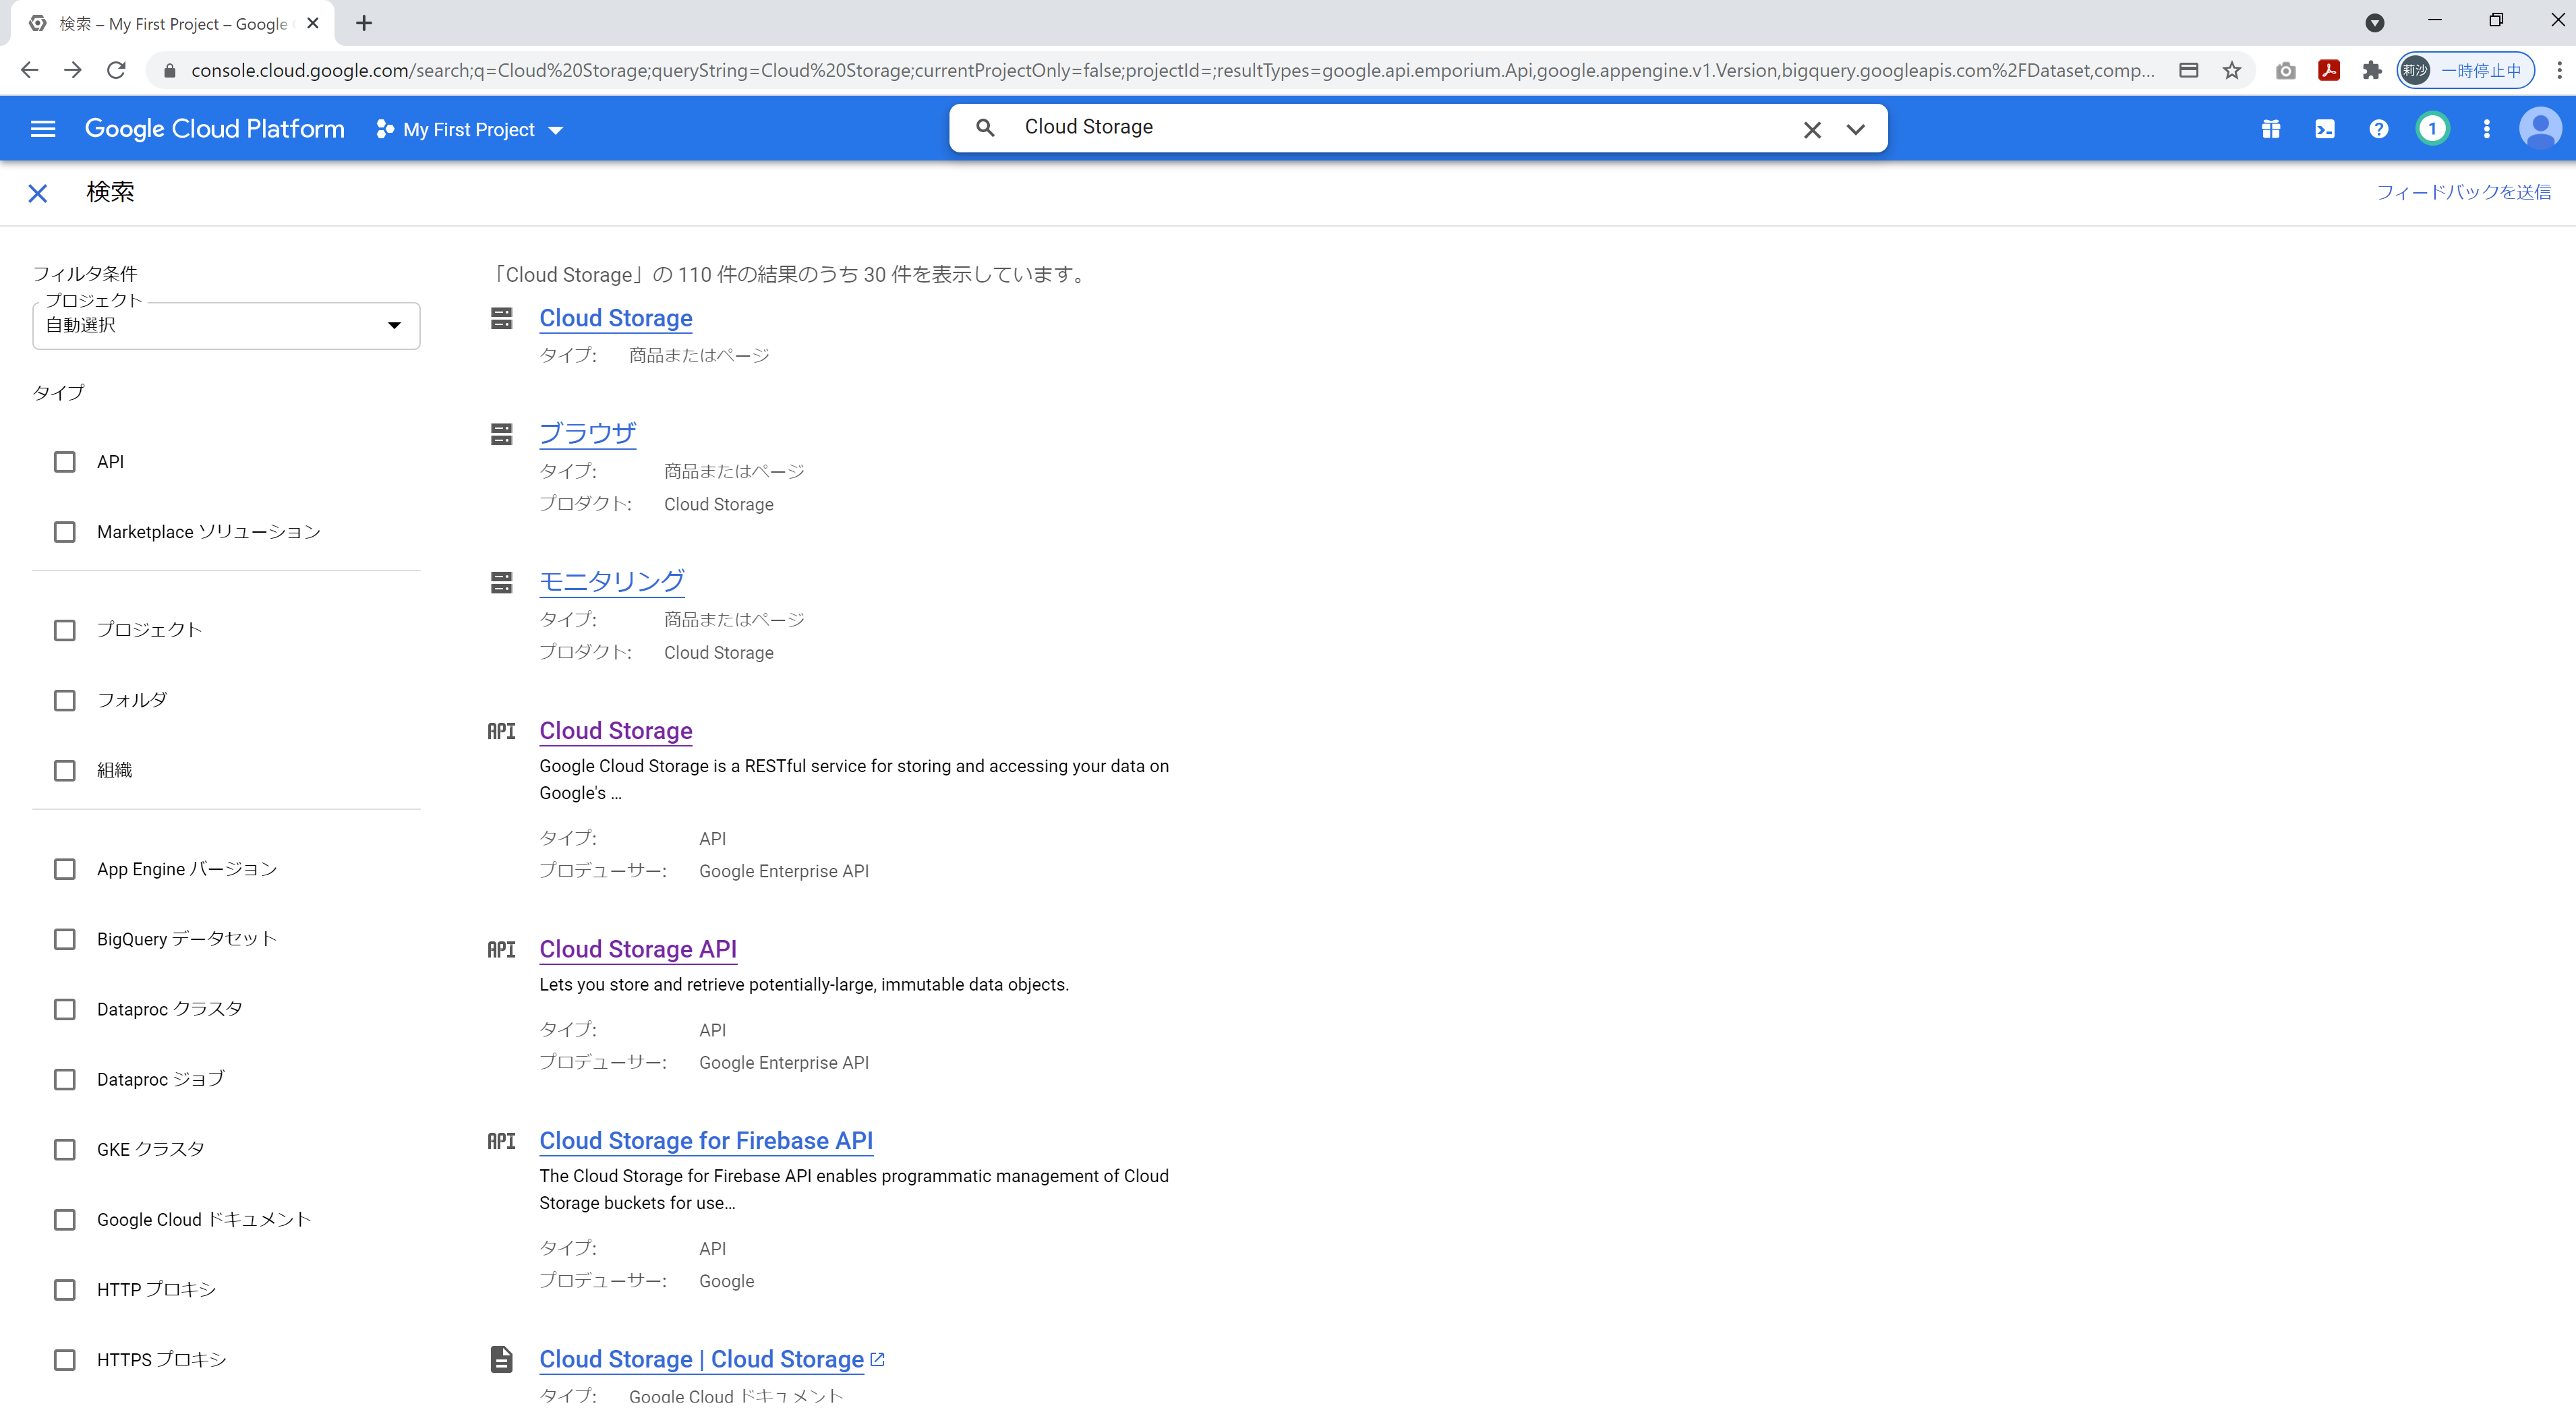 検索 – My First Project – Google
console.cloud.google.com/search;q=Cloud%20Storage;queryString=Cloud%20Storage;currentProjectOnly=false;projectId=;resultTypes=google.api.emporium.Api,google.appengine.v1.Version,bigquery.googleapis.com%2FDataset,comp...
莉沙 一時停止中
Google Cloud Platform
My First Project
Cloud Storage
1
検索
フィードバックを送信
フィルタ条件
プロジェクト
自動選択
タイプ
API
Marketplace ソリューション
プロジェクト
フォルダ
組織
App Engine バージョン
BigQuery データセット
Dataproc クラスタ
Dataproc ジョブ
GKE クラスタ
Google Cloud ドキュメント
HTTP プロキシ
HTTPS プロキシ
「Cloud Storage」の 110 件の結果のうち 30 件を表示しています。
Cloud Storage
タイプ: 商品またはページ
ブラウザ
タイプ: 商品またはページ
プロダクト: Cloud Storage
モニタリング
タイプ: 商品またはページ
プロダクト: Cloud Storage
API Cloud Storage
Google Cloud Storage is a RESTful service for storing and accessing your data on
Google's ...
タイプ: API
プロデューサー: Google Enterprise API
API Cloud Storage API
Lets you store and retrieve potentially-large, immutable data objects.
タイプ: API
プロデューサー: Google Enterprise API
API Cloud Storage for Firebase API
The Cloud Storage for Firebase API enables programmatic management of Cloud
Storage buckets for use...
タイプ: API
プロデューサー: Google
Cloud Storage | Cloud Storage
タイプ: Google Cloud ドキュメント